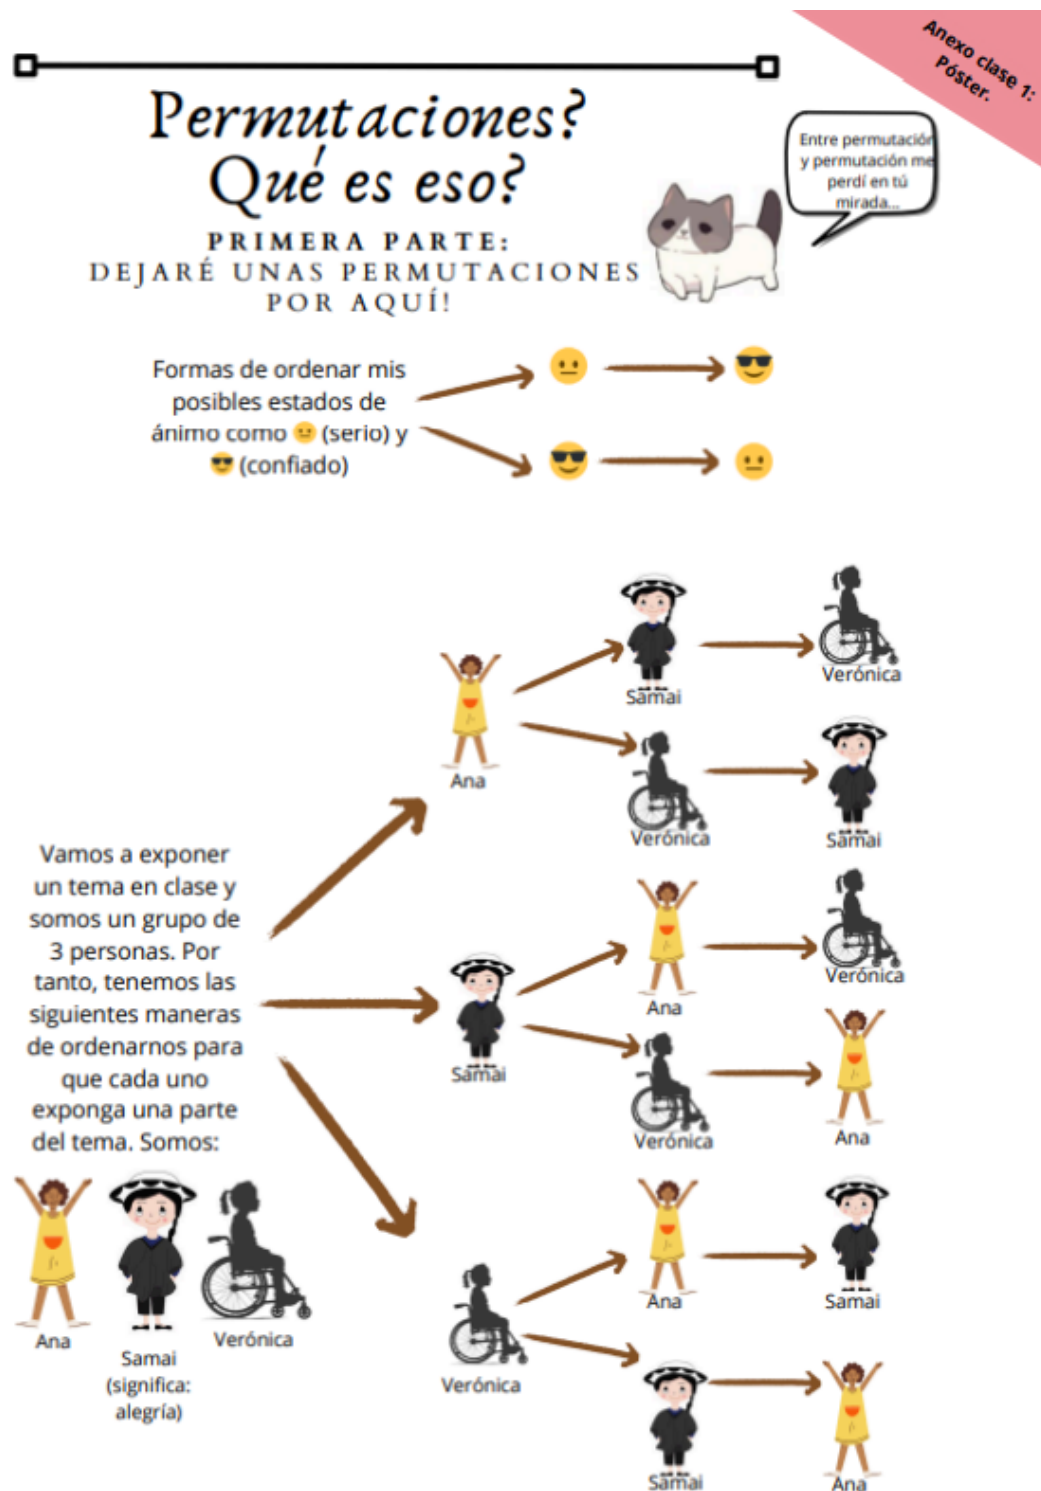 Anexo clase 1:
Póster.
Permutaciones?
Qué es eso?
PRIMERA PARTE:
DEJARÉ UNAS PERMUTACIONES
POR AQUÍ!
Entre permutación
y permutación me
perdí en tú
mirada...
Formas de ordenar mis
posibles estados de
ánimo como 😐 (serio) y
😎 (confiado)
Samai
Verónica
Ana
Verónica
Samai
Vamos a exponer
un tema en clase y
somos un grupo de
3 personas. Por
tanto, tenemos las
siguientes maneras
de ordenarnos para
que cada uno
exponga una parte
del tema. Somos:
Ana
Samai
(significa:
alegría)
Verónica
Samai
Ana
Verónica
Verónica
Ana
Verónica
Ana
Samai
Samai
Ana